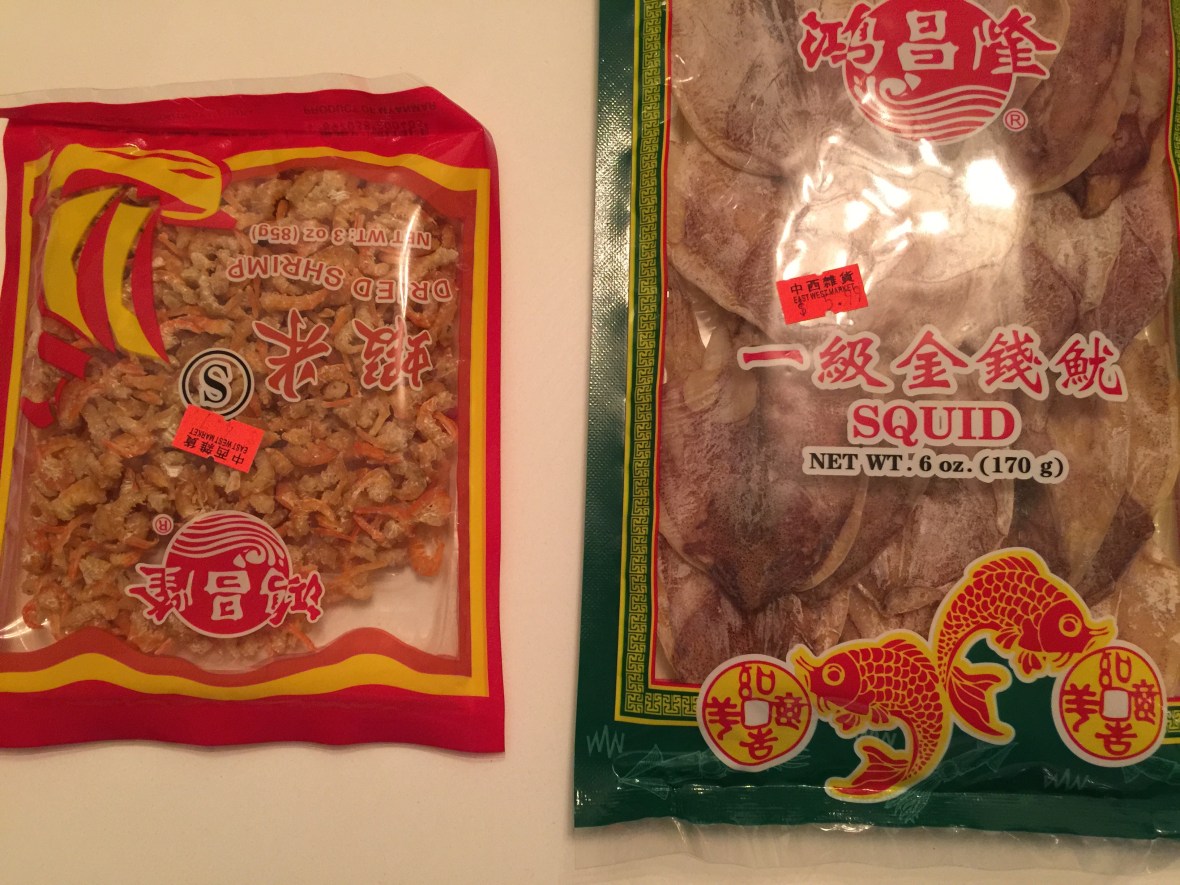 NET WT: 3 oz (85g)
DRIED SHRIMP
蝦米
S
中西雜貨
EAST WEST MARKET
®
鴻昌隆
鴻昌隆
®
中西雜貨
EAST WEST MARKET
一級金錢魷
SQUID
NET WT. 6 oz. (170 g)